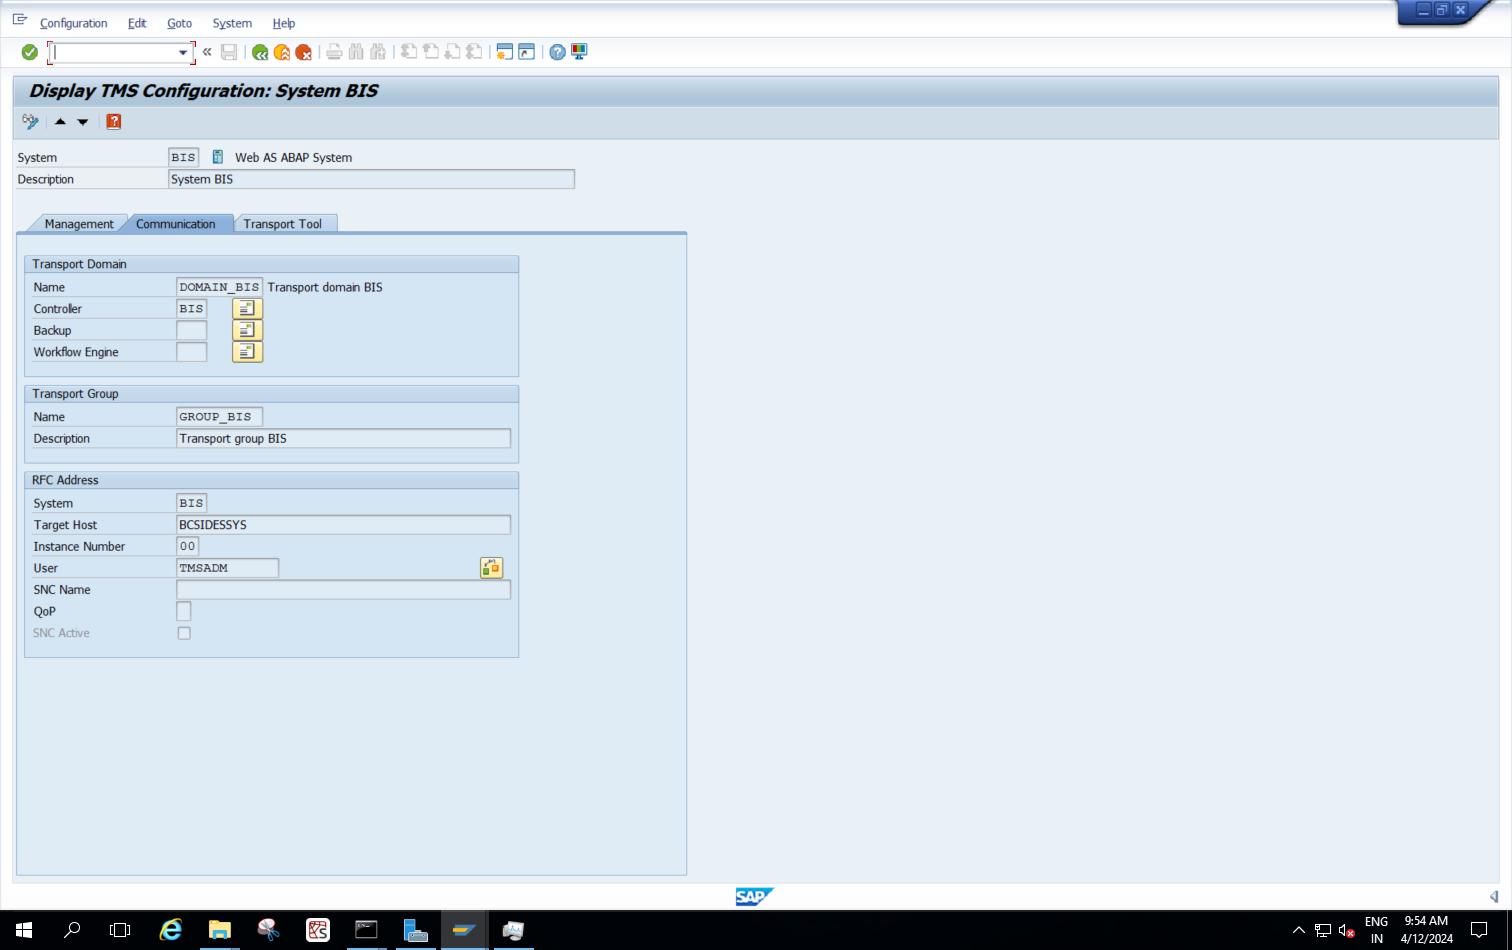 Configuration Edit Goto System Help
Display TMS Configuration: System BIS
System BIS Web AS ABAP System
Description System BIS
Management Communication Transport Tool
Transport Domain
Name DOMAIN_BIS Transport domain BIS
Controller BIS
Backup
Workflow Engine
Transport Group
Name GROUP_BIS
Description Transport group BIS
RFC Address
System BIS
Target Host BCSIDESSYS
Instance Number 00
User TMSADM
SNC Name
QoP
SNC Active
SAP
ENG 9:54 AM
IN 4/12/2024